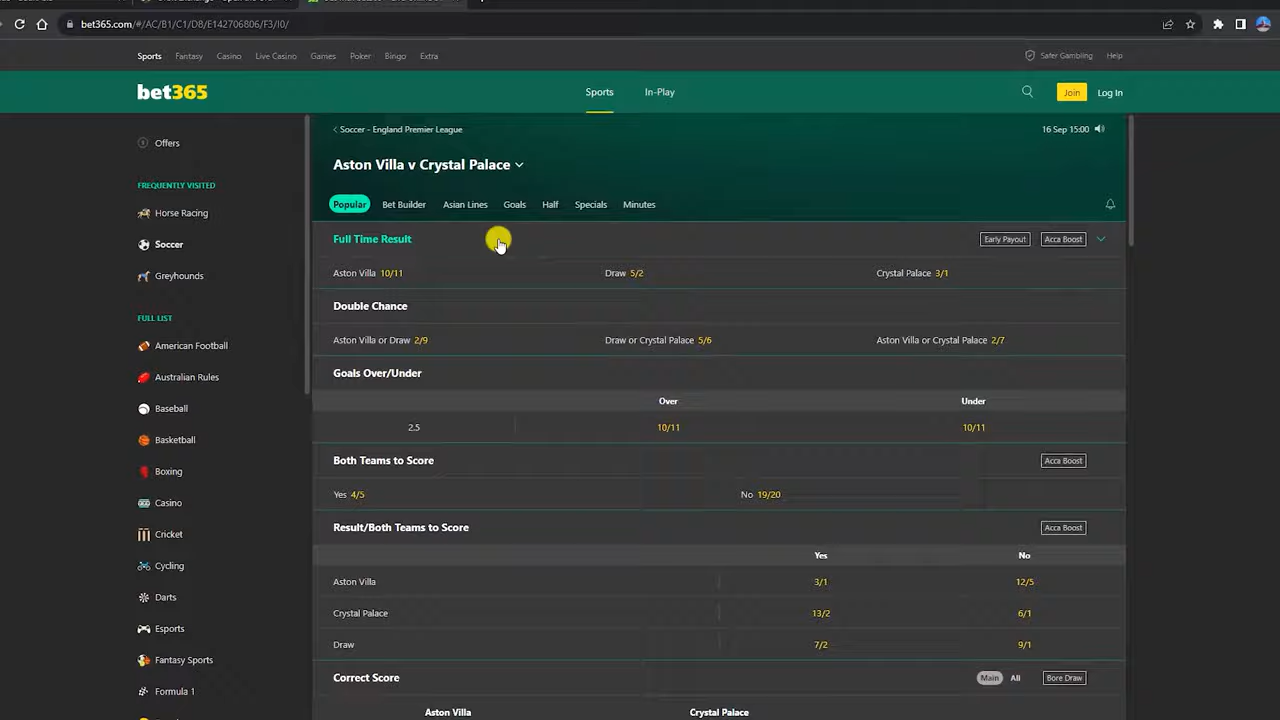 bet365.com/#/AC/B1/C1/D8/E142706806/F3/I0/
Sports Fantasy Casino Live Casino Games Poker Bingo Extra Safer Gambling Help
bet365 Sports In-Play Join Log In
Offers
FREQUENTLY VISITED
Horse Racing
Soccer
Greyhounds
FULL LIST
American Football
Australian Rules
Baseball
Basketball
Boxing
Casino
Cricket
Cycling
Darts
Esports
Fantasy Sports
Formula 1
Soccer - England Premier League 16 Sep 15:00
Aston Villa v Crystal Palace
Popular Bet Builder Asian Lines Goals Half Specials Minutes
Full Time Result Early Payout Acca Boost
Aston Villa 10/11 Draw 5/2 Crystal Palace 3/1
Double Chance
Aston Villa or Draw 2/9 Draw or Crystal Palace 5/6 Aston Villa or Crystal Palace 2/7
Goals Over/Under
Over Under
2.5 10/11 10/11
Both Teams to Score Acca Boost
Yes 4/5 No 19/20
Result/Both Teams to Score Acca Boost
Yes No
Aston Villa 3/1 12/5
Crystal Palace 13/2 6/1
Draw 7/2 9/1
Correct Score Main All Bore Draw
Aston Villa Crystal Palace